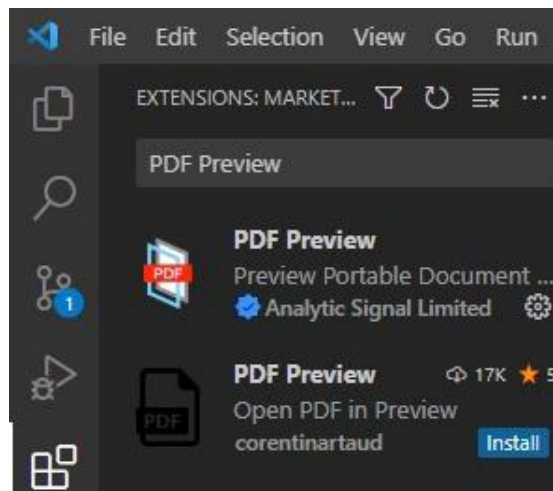 File Edit Selection View Go Run
EXTENSIONS: MARKET... ...
PDF Preview
PDF Preview
PDF
Preview Portable Document ...
Analytic Signal Limited
1
PDF Preview 17K ★ 5
Open PDF in Preview
PDF
corentinartaud Install